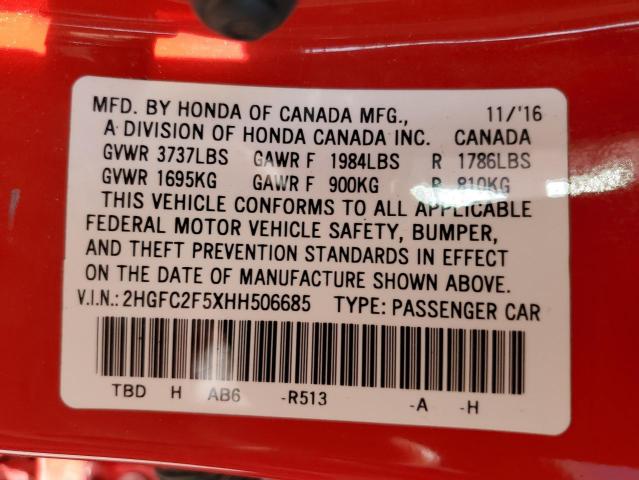 MFD. BY HONDA OF CANADA MFG., 11/'16
A DIVISION OF HONDA CANADA INC. CANADA
GVWR 3737LBS GAWR F 1984LBS R 1786LBS
GVWR 1695KG GAWR F 900KG R 810KG
THIS VEHICLE CONFORMS TO ALL APPLICABLE
FEDERAL MOTOR VEHICLE SAFETY, BUMPER,
AND THEFT PREVENTION STANDARDS IN EFFECT
ON THE DATE OF MANUFACTURE SHOWN ABOVE.
V.I.N.: 2HGFC2F5XHH506685 TYPE: PASSENGER CAR
TBD H AB6 -R513 -A -H